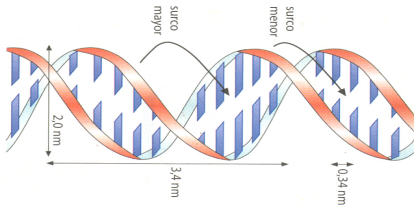 surco
mayor
surco
menor
2,0 nm
3,4 nm
0,34 nm